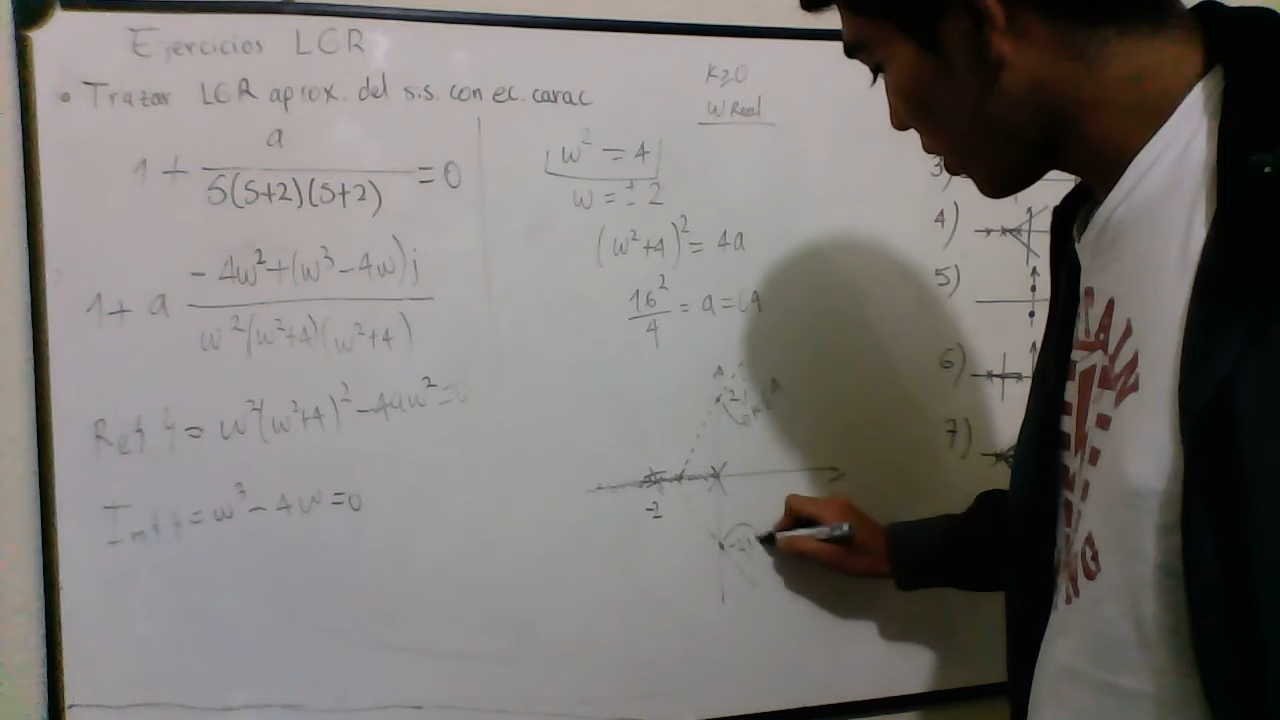 Ejercicios LGR
• Trazar LGR aprox. del s.s. con ec. carac
1 + a / S(S+2)(S+2) = 0
1 + a (-4w² + (w³ - 4w)j) / w²(w²+4)(w²+4)
Re{ } = w²(w²+4)² - 4aw² = 0
Im{ } = w³ - 4w = 0
K≥0
w Real
w² = 4
w = ± 2
(w²+4)² = 4a
16² / 4 = a =
-2
3)
4)
5)
6)
7)